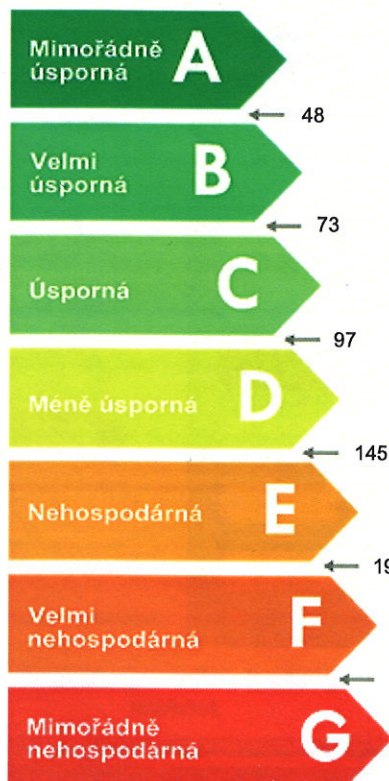 Mimořádně
úsporná
A
48
Velmi
úsporná
B
73
Úsporná
C
97
Méně úsporná
D
145
Nehospodárná
E
Velmi
nehospodárná
F
Mimořádně
nehospodárná
G